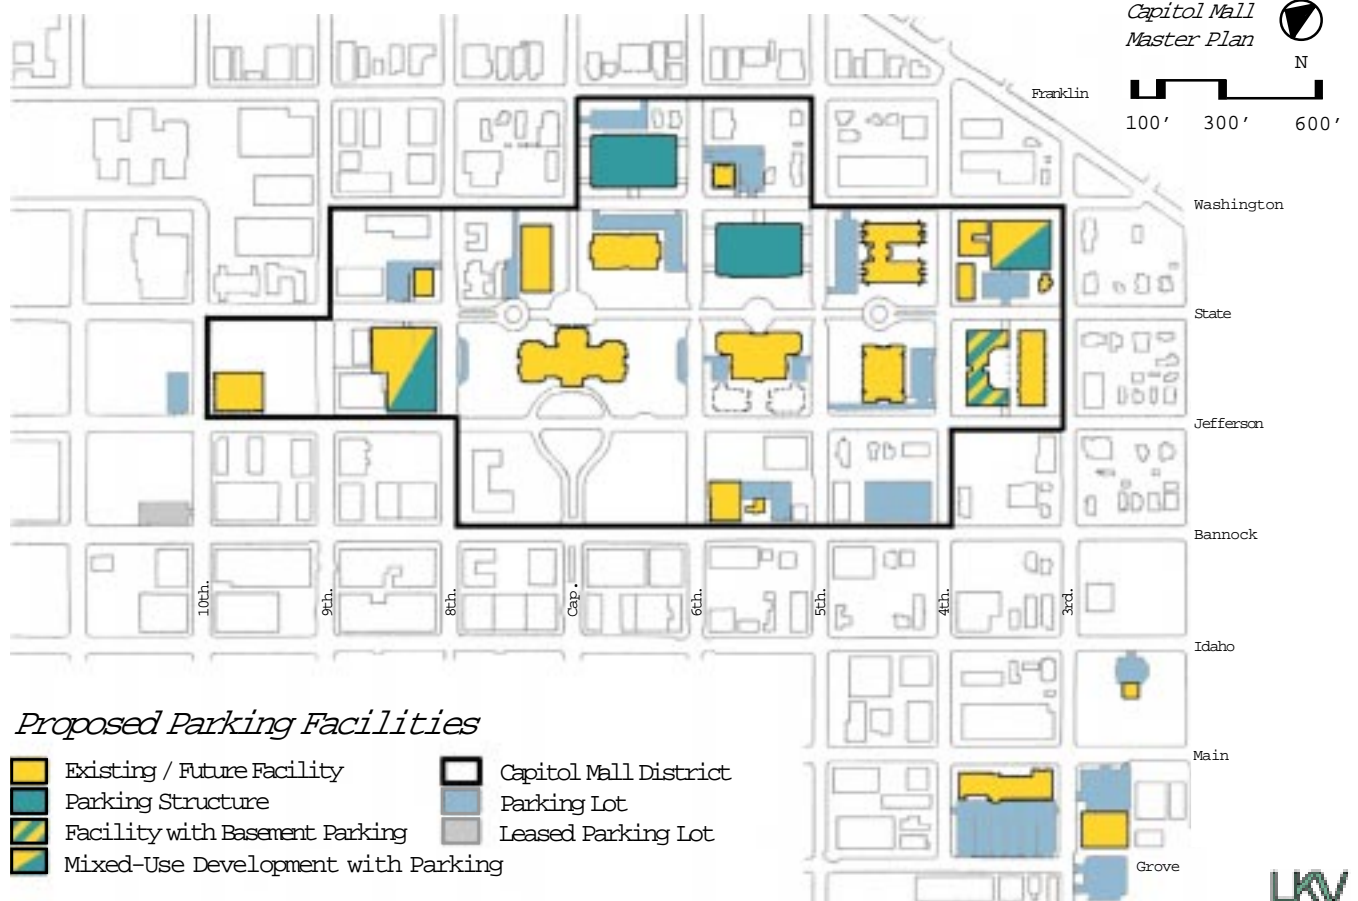 Capitol Mall
Master Plan
N
100' 300' 600'
Franklin
Washington
State
Jefferson
Bannock
10th. 9th. 8th. Cap. 6th. 5th. 4th. 3rd.
Idaho
Main
Grove
Proposed Parking Facilities
Existing / Future Facility
Parking Structure
Facility with Basement Parking
Mixed-Use Development with Parking
Capitol Mall District
Parking Lot
Leased Parking Lot
LKV